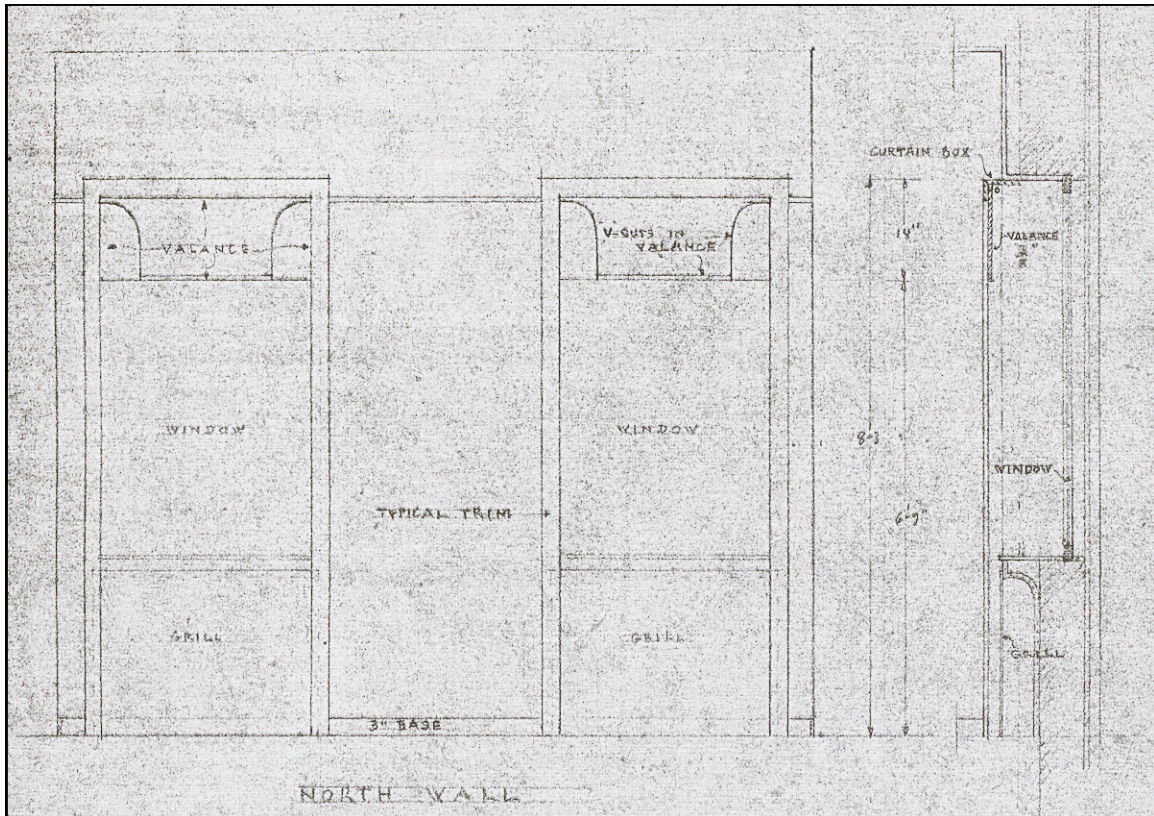 CURTAIN BOX
VALANCE
V-CUTS IN
VALANCE
VALANCE
8-3
WINDOW
WINDOW
WINDOW
TYPICAL TRIM
6'-9"
GRILL
GRILL
GRILL
3" BASE
NORTH WALL